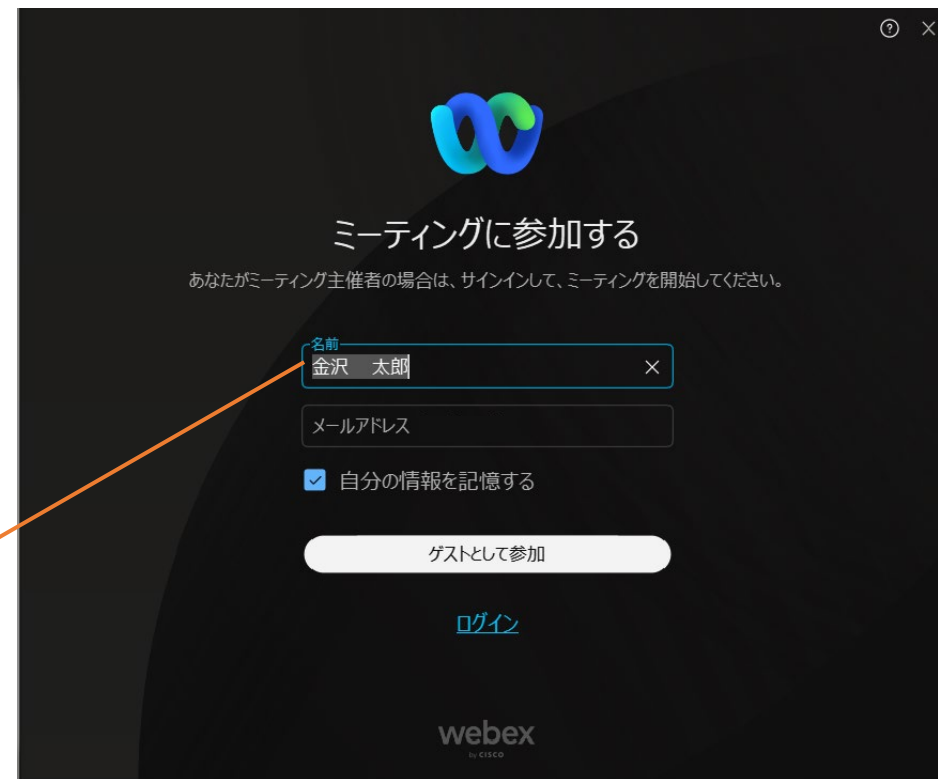 ミーティングに参加する
あなたがミーティング主催者の場合は、サインインして、ミーティングを開始してください。
名前
金沢　太郎
メールアドレス
自分の情報を記憶する
ゲストとして参加
ログイン
webex
by CISCO